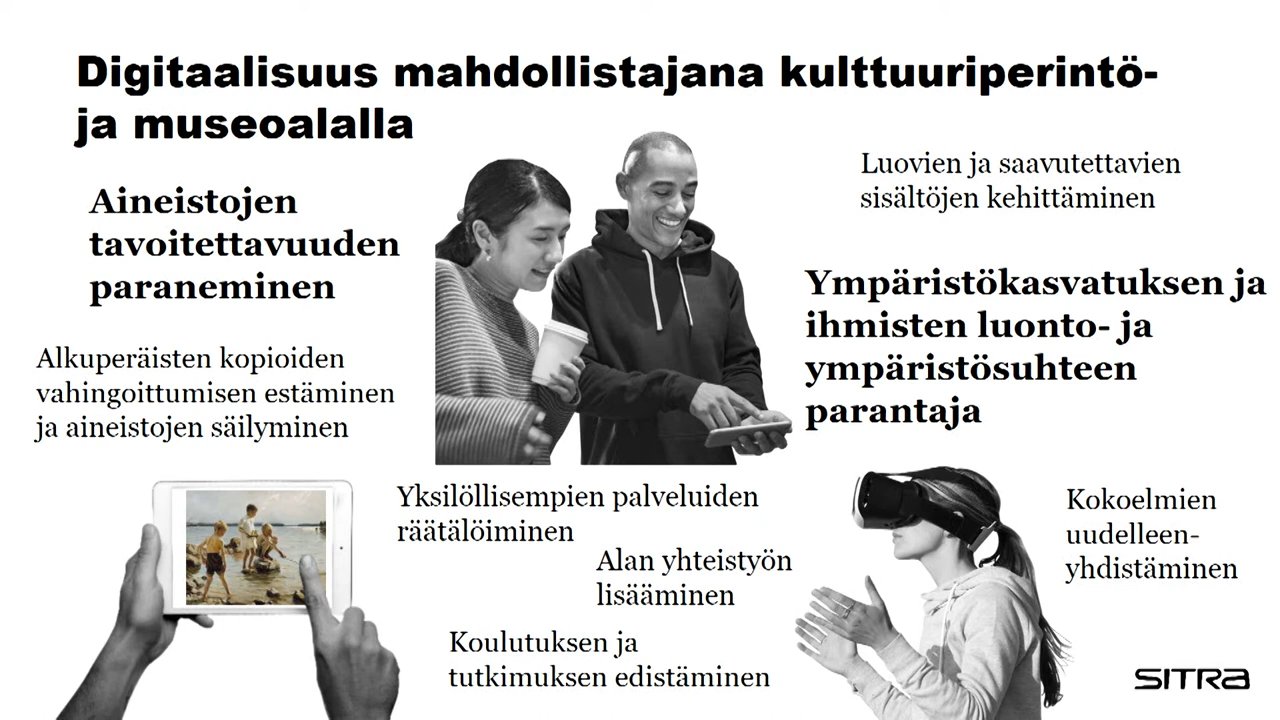 Digitaalisuus mahdollistajana kulttuuriperintö-
ja museoalalla
Aineistojen
tavoitettavuuden
paraneminen
Luovien ja saavutettavien
sisältöjen kehittäminen
Ympäristökasvatuksen ja
ihmisten luonto- ja
ympäristösuhteen
parantaja
Alkuperäisten kopioiden
vahingoittumisen estäminen
ja aineistojen säilyminen
Yksilöllisempien palveluiden
räätälöiminen
Alan yhteistyön
lisääminen
Koulutuksen ja
tutkimuksen edistäminen
Kokoelmien
uudelleen-
yhdistäminen
SITRA